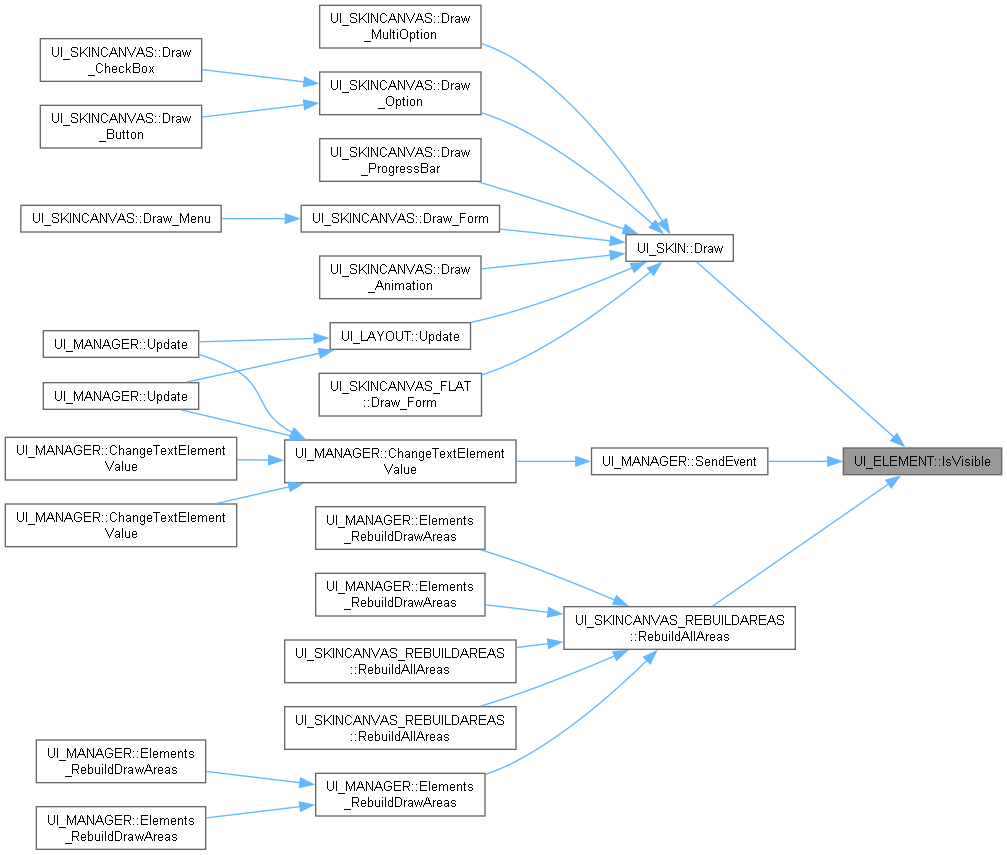 UI_SKINCANVAS::Draw
_MultiOption
UI_SKINCANVAS::Draw
_CheckBox
UI_SKINCANVAS::Draw
_Option
UI_SKINCANVAS::Draw
_Button
UI_SKINCANVAS::Draw
_ProgressBar
UI_SKINCANVAS::Draw_Menu
UI_SKINCANVAS::Draw_Form
UI_SKIN::Draw
UI_SKINCANVAS::Draw
_Animation
UI_MANAGER::Update
UI_LAYOUT::Update
UI_MANAGER::Update
UI_SKINCANVAS_FLAT
::Draw_Form
UI_MANAGER::ChangeTextElement
Value
UI_MANAGER::ChangeTextElement
Value
UI_MANAGER::SendEvent
UI_ELEMENT::IsVisible
UI_MANAGER::ChangeTextElement
Value
UI_MANAGER::Elements
_RebuildDrawAreas
UI_MANAGER::Elements
_RebuildDrawAreas
UI_SKINCANVAS_REBUILDAREAS
::RebuildAllAreas
UI_SKINCANVAS_REBUILDAREAS
::RebuildAllAreas
UI_SKINCANVAS_REBUILDAREAS
::RebuildAllAreas
UI_MANAGER::Elements
_RebuildDrawAreas
UI_MANAGER::Elements
_RebuildDrawAreas
UI_MANAGER::Elements
_RebuildDrawAreas